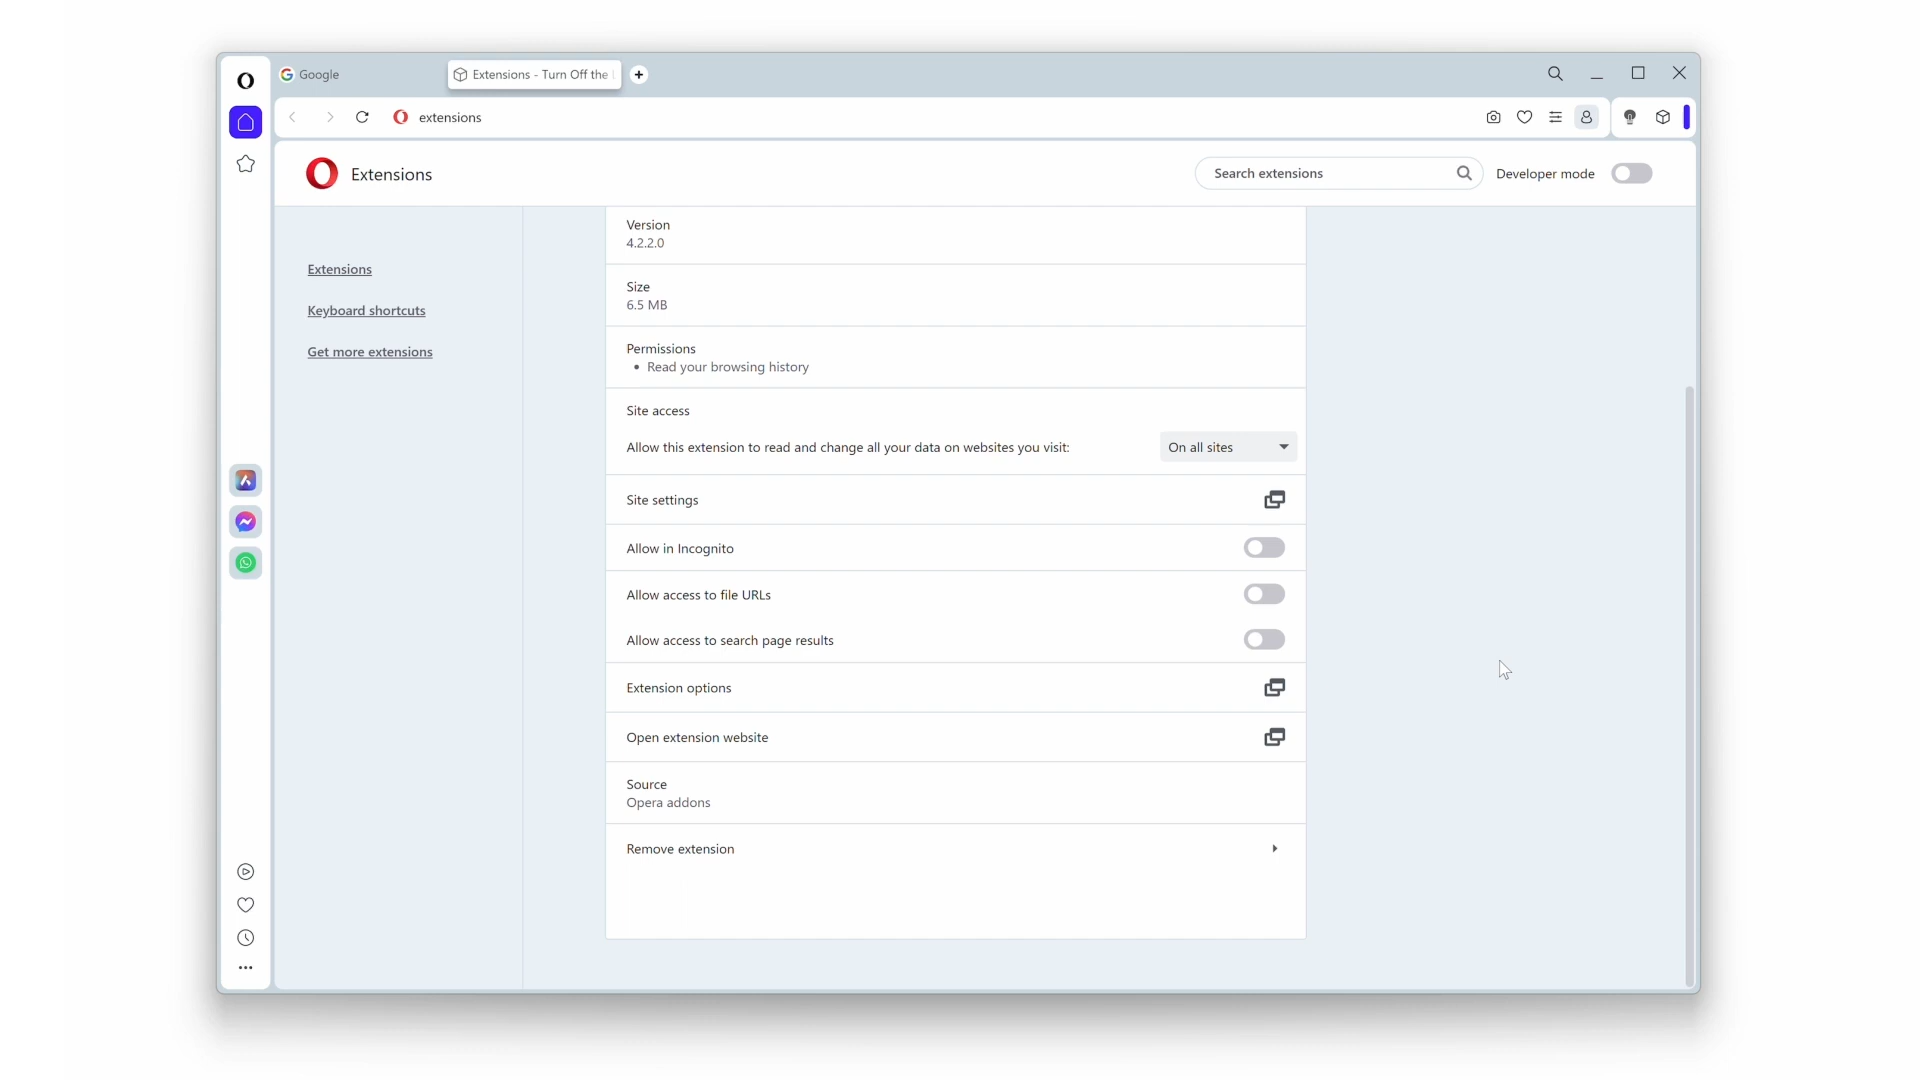 Google
Extensions - Turn Off the
extensions
Extensions
Search extensions
Developer mode
Extensions
Keyboard shortcuts
Get more extensions
Version
4.2.2.0
Size
6.5 MB
Permissions
• Read your browsing history
Site access
Allow this extension to read and change all your data on websites you visit:
On all sites
Site settings
Allow in Incognito
Allow access to file URLs
Allow access to search page results
Extension options
Open extension website
Source
Opera addons
Remove extension